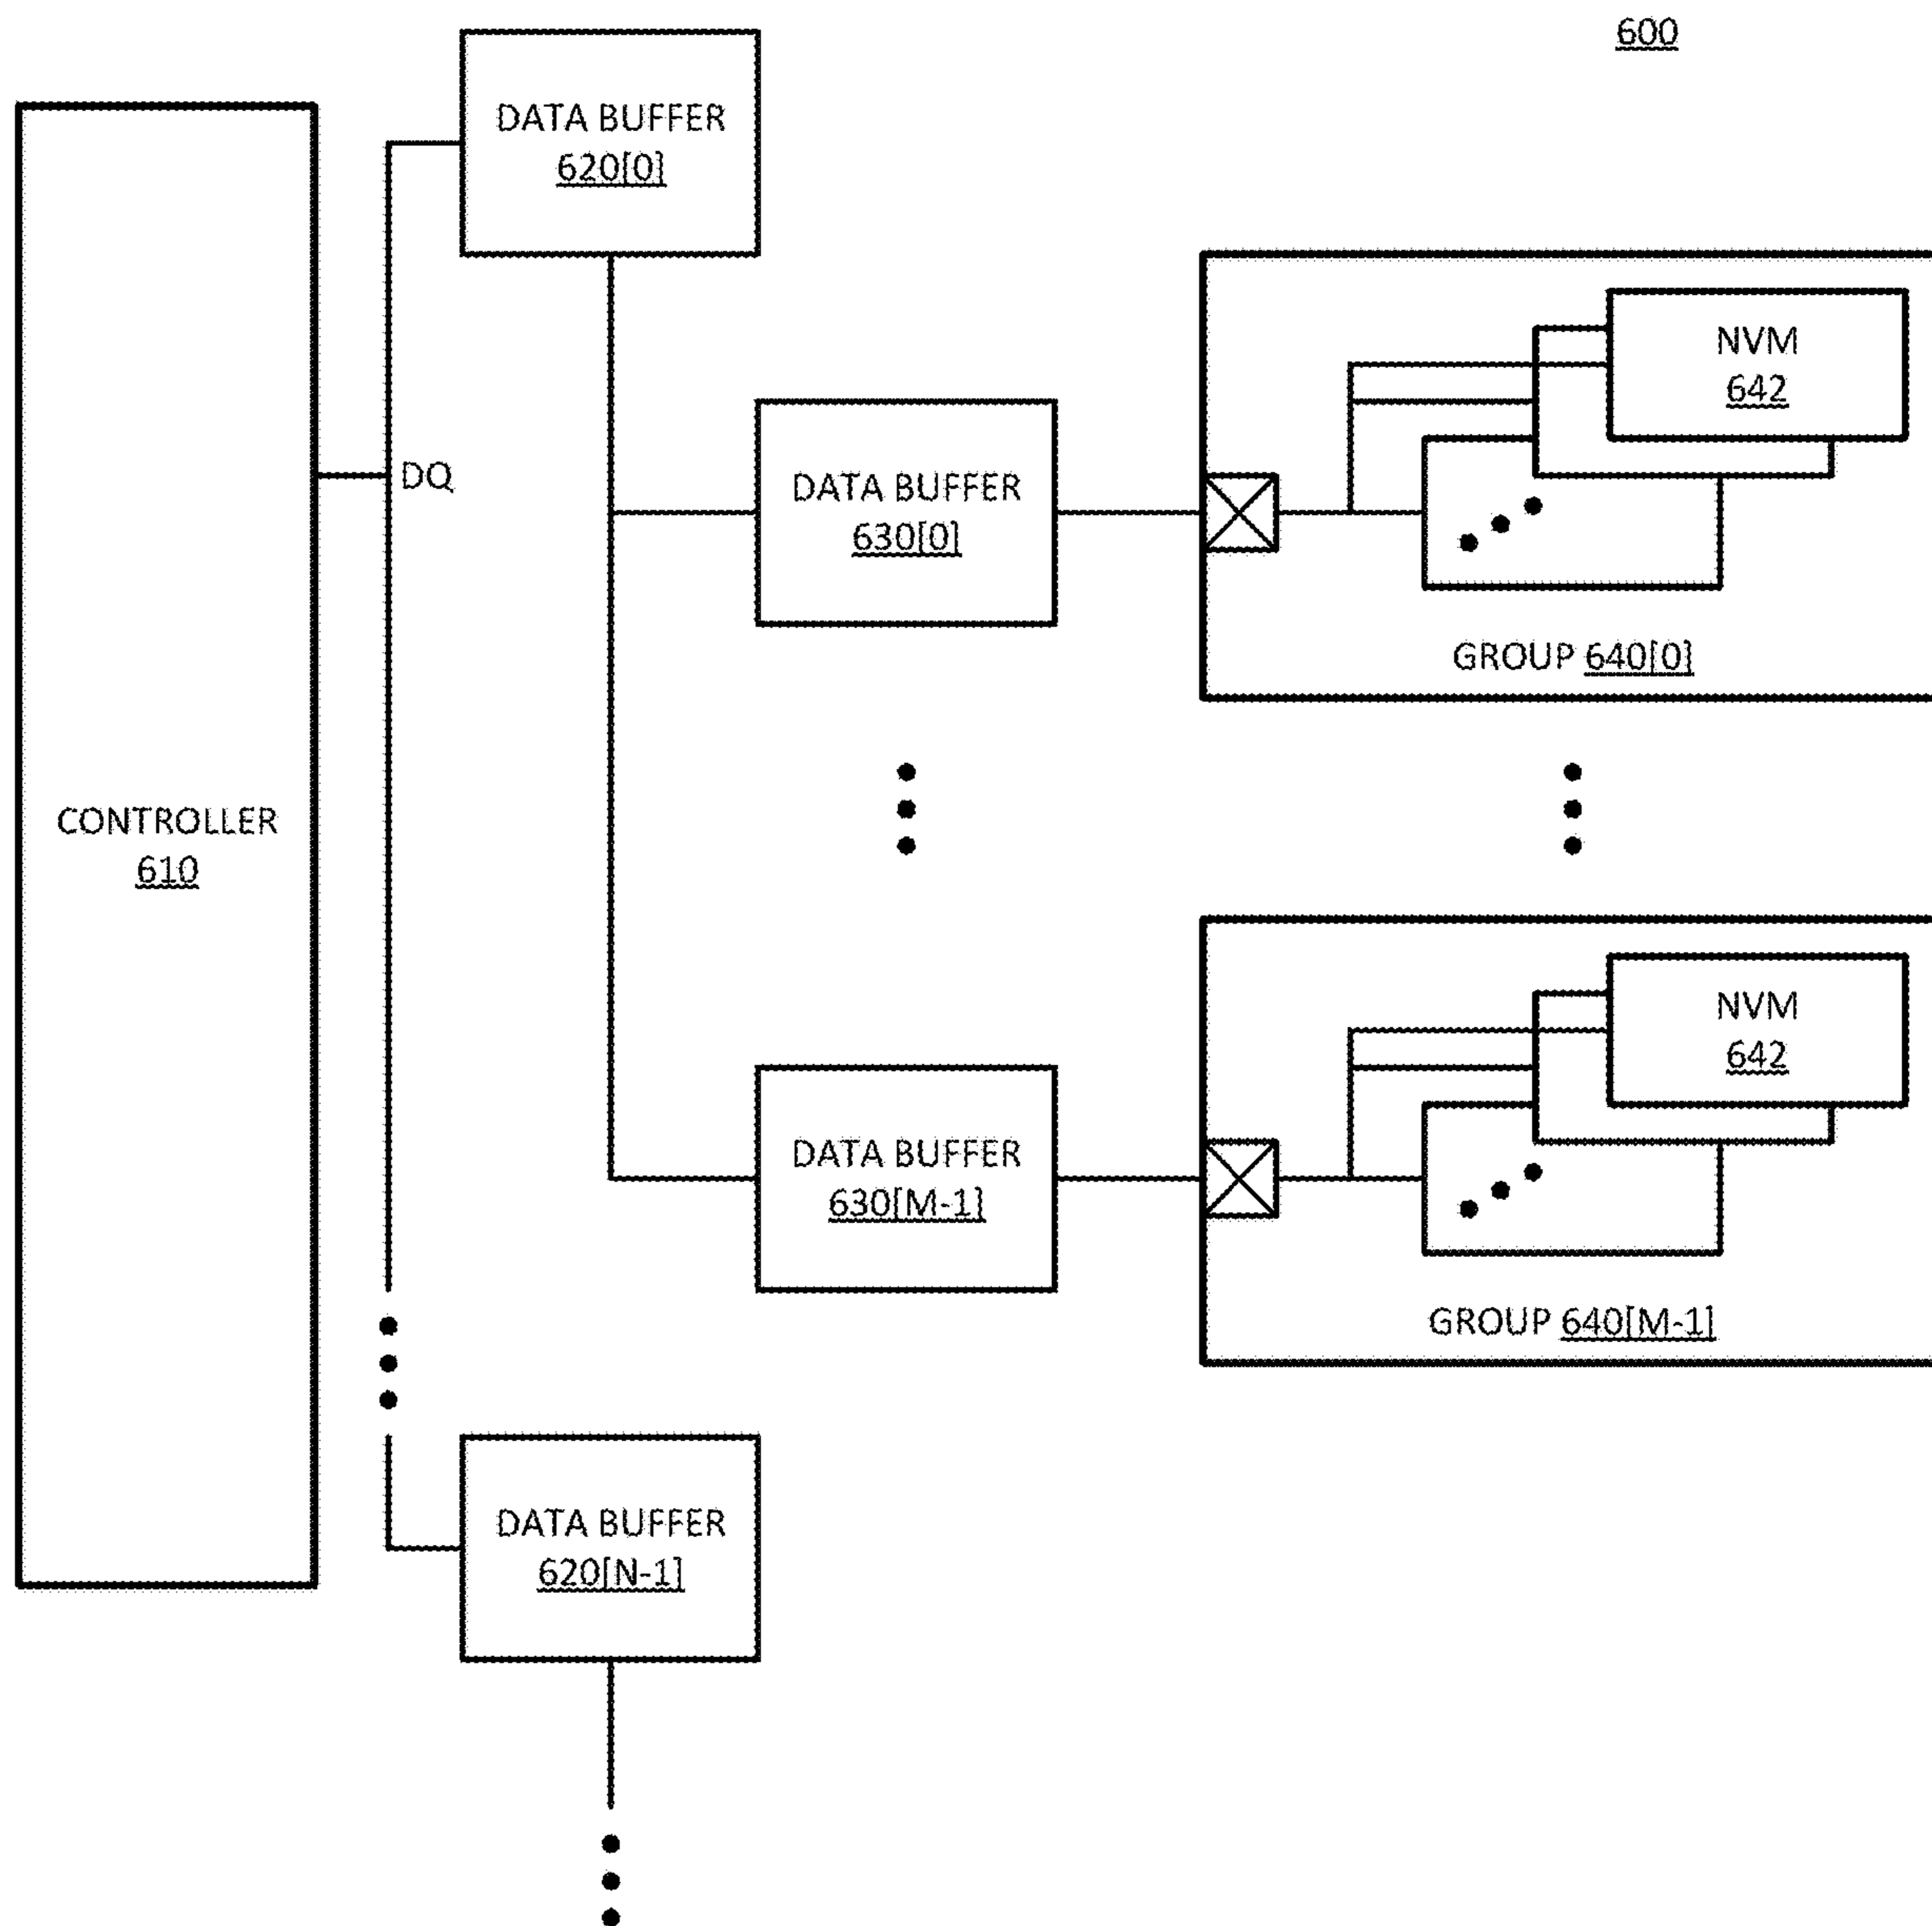 600
DATA BUFFER
620[0]
NVM
642
DQ
DATA BUFFER
630[0]
GROUP 640[0]
CONTROLLER
610
NVM
642
DATA BUFFER
630[M-1]
GROUP 640[M-1]
DATA BUFFER
620[N-1]